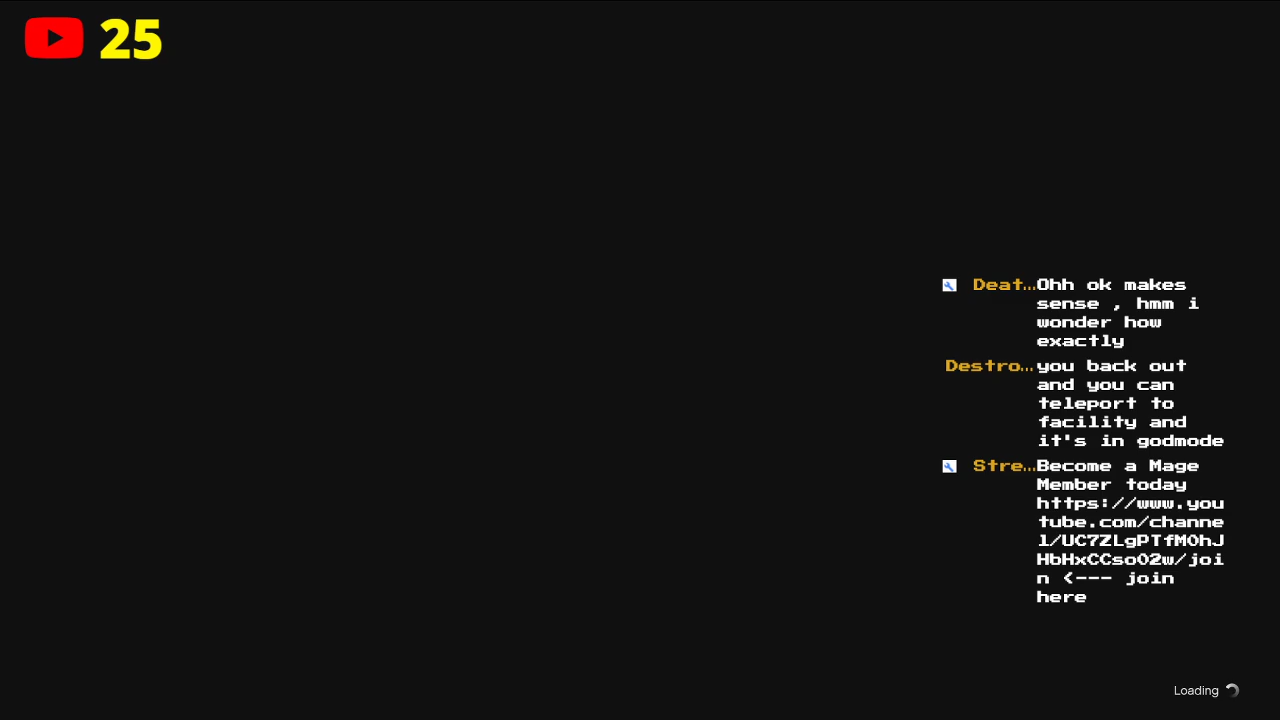 25
Deat...Ohh ok makes
sense , hmm i
wonder how
exactly
Destro...you back out
and you can
teleport to
facility and
it's in godmode
Stre...Become a Mage
Member today
https://www.you
tube.com/channe
l/UC7ZLgPTfM0hJ
HbHxCCso02w/joi
n <--- join
here
Loading